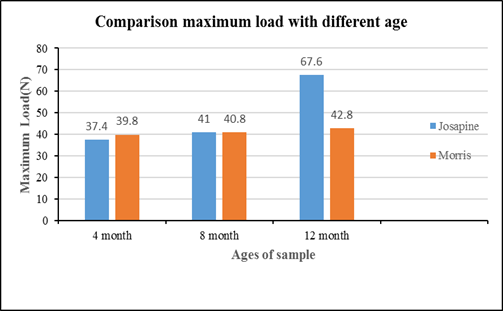 Comparison maximum load with different age
Maximum Load(N)
80
70
60
50
40
30
20
10
0
37.4
39.8
41
40.8
67.6
42.8
4 month
8 month
12 month
Ages of sample
Josapine
Morris